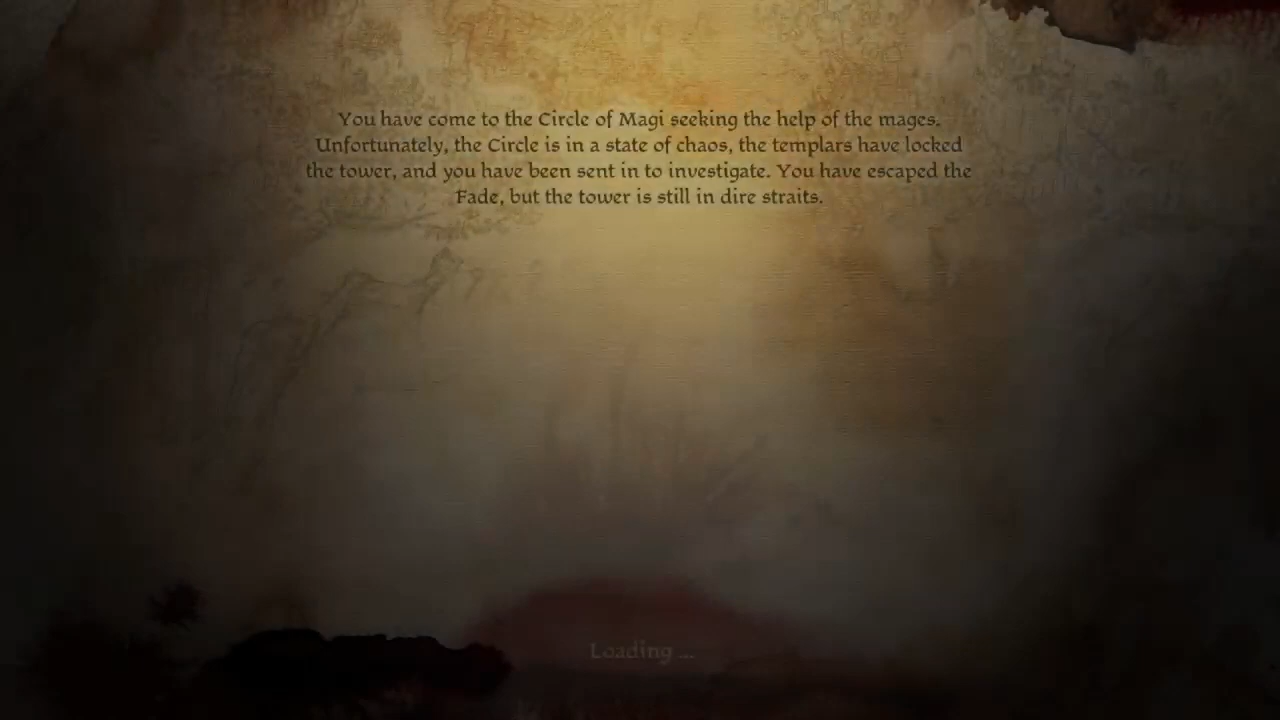 You have come to the Circle of Magi seeking the help of the mages.
Unfortunately, the Circle is in a state of chaos, the templars have locked
the tower, and you have been sent in to investigate. You have escaped the
Fade, but the tower is still in dire straits.
Loading ...